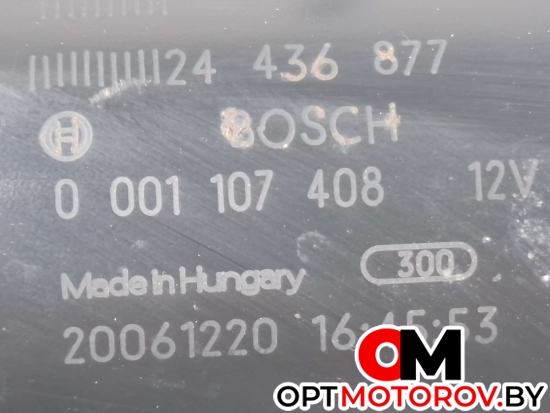 24 436 877
BOSCH
0 001 107 408 12V
Made in Hungary 300
20061220 16:45:53
OM
OPTMOTOROV.BY